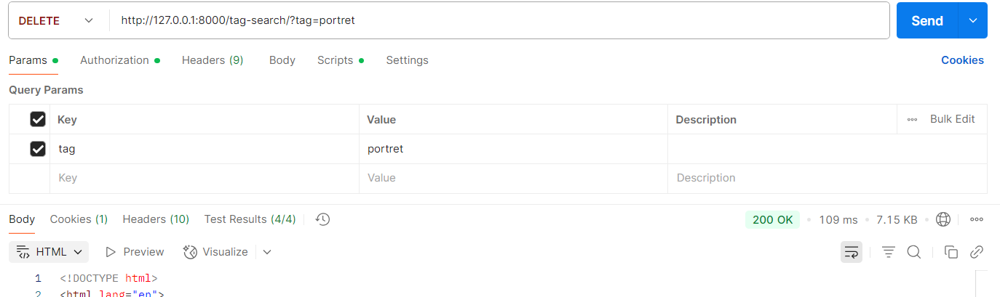 DELETE http://127.0.0.1:8000/tag-search/?tag=portret Send
Params Authorization Headers (9) Body Scripts Settings Cookies
Query Params
Key Value Description Bulk Edit
tag portret
Key Value Description
Body Cookies (1) Headers (10) Test Results (4/4) 200 OK • 109 ms • 7.15 KB •
HTML Preview Visualize
1 <!DOCTYPE html>
2 <html lang="en">